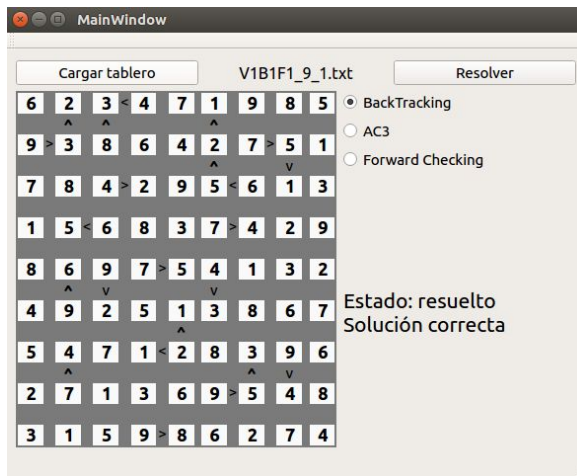 MainWindow
Cargar tablero V1B1F1_9_1.txt Resolver
6 2 3 < 4 7 1 9 8 5
^ ^ ^
9 > 3 8 6 4 2 7 > 5 1
^ v
7 8 4 > 2 9 5 < 6 1 3
1 5 < 6 8 3 7 > 4 2 9
8 6 9 7 > 5 4 1 3 2
^ v v
4 9 2 5 1 3 8 6 7
^
5 4 7 1 < 2 8 3 9 6
^ ^ v
2 7 1 3 6 9 > 5 4 8
3 1 5 9 > 8 6 2 7 4
BackTracking
AC3
Forward Checking
Estado: resuelto
Solución correcta